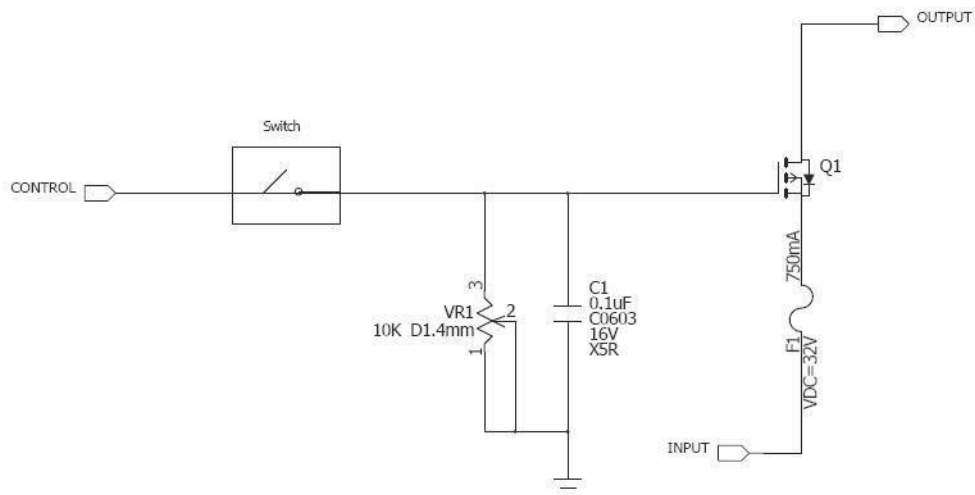 OUTPUT
Switch
CONTROL
Q1
750mA
F1
VDC=32V
3
VR1
2
10K D1.4mm
1
C1
0.1uF
C0603
16V
X5R
INPUT